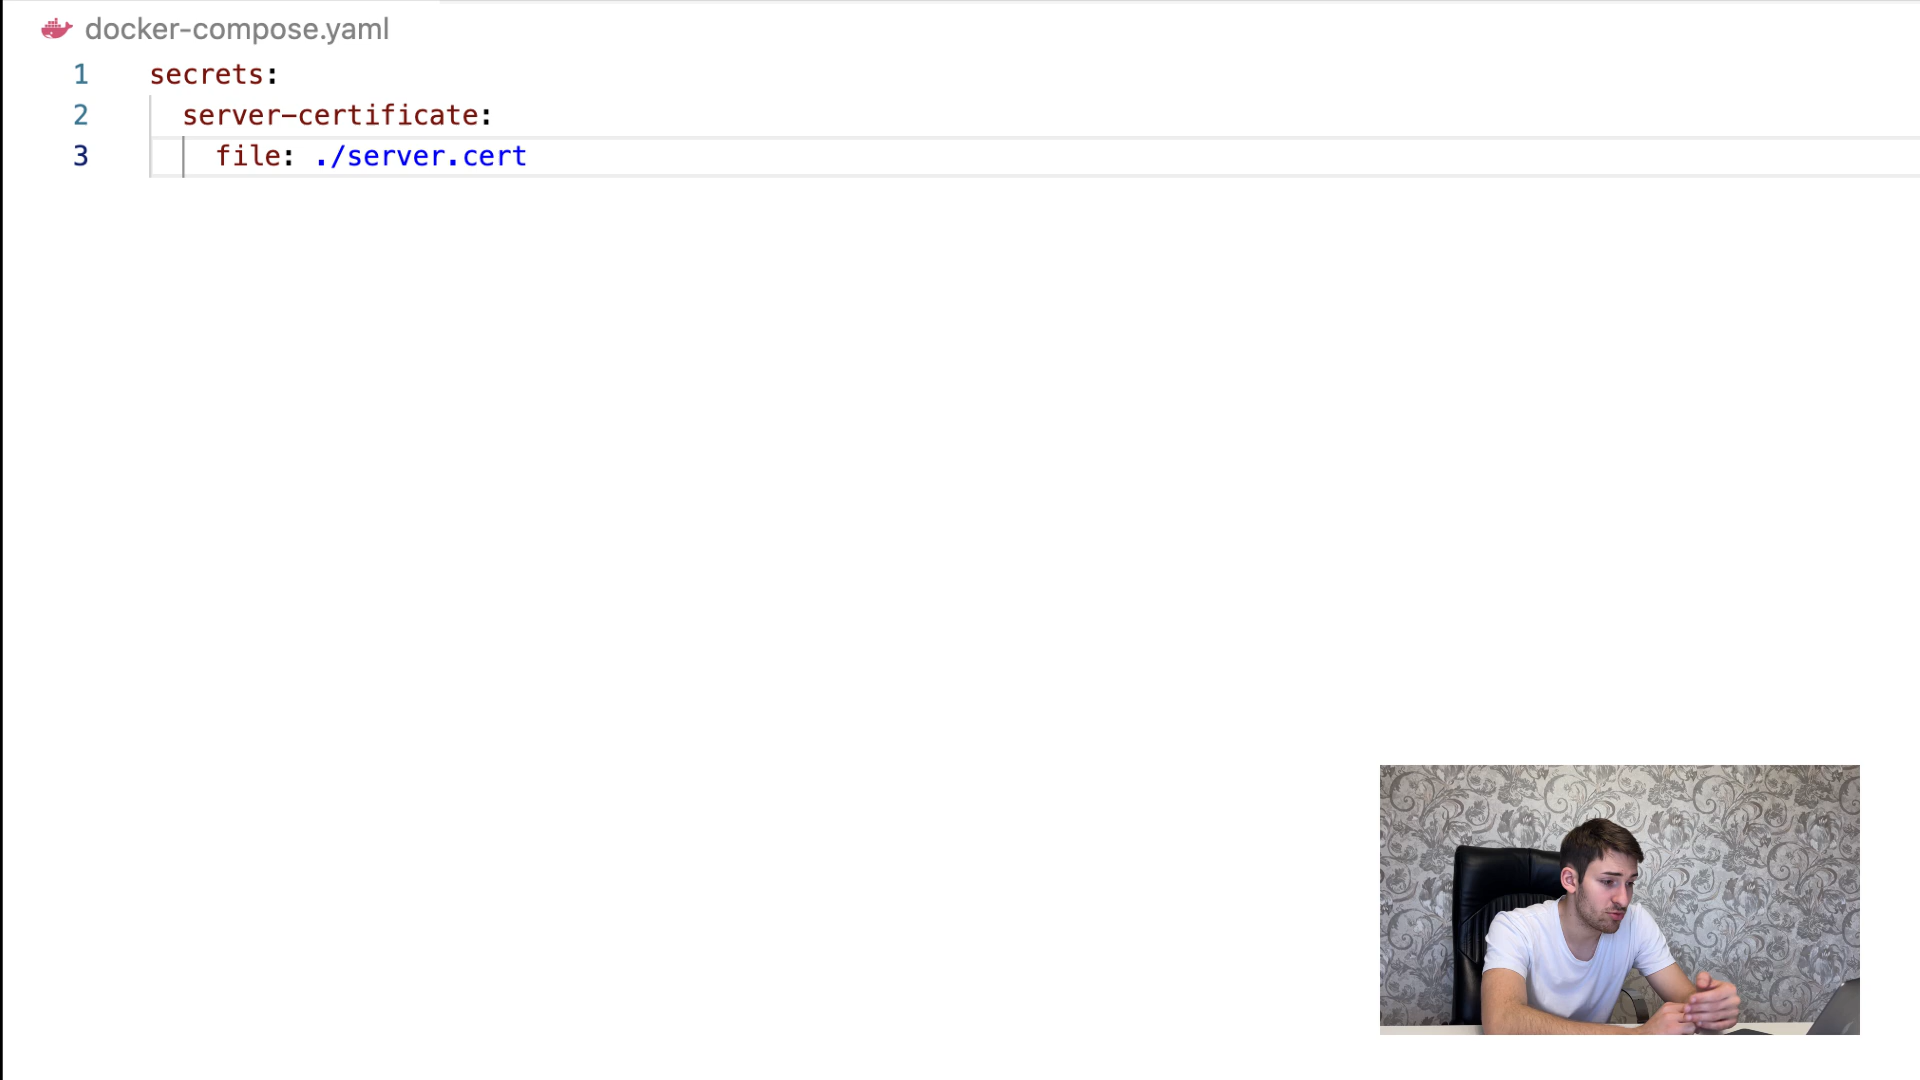 docker-compose.yaml
1 secrets:
2 server-certificate:
3 file: ./server.cert